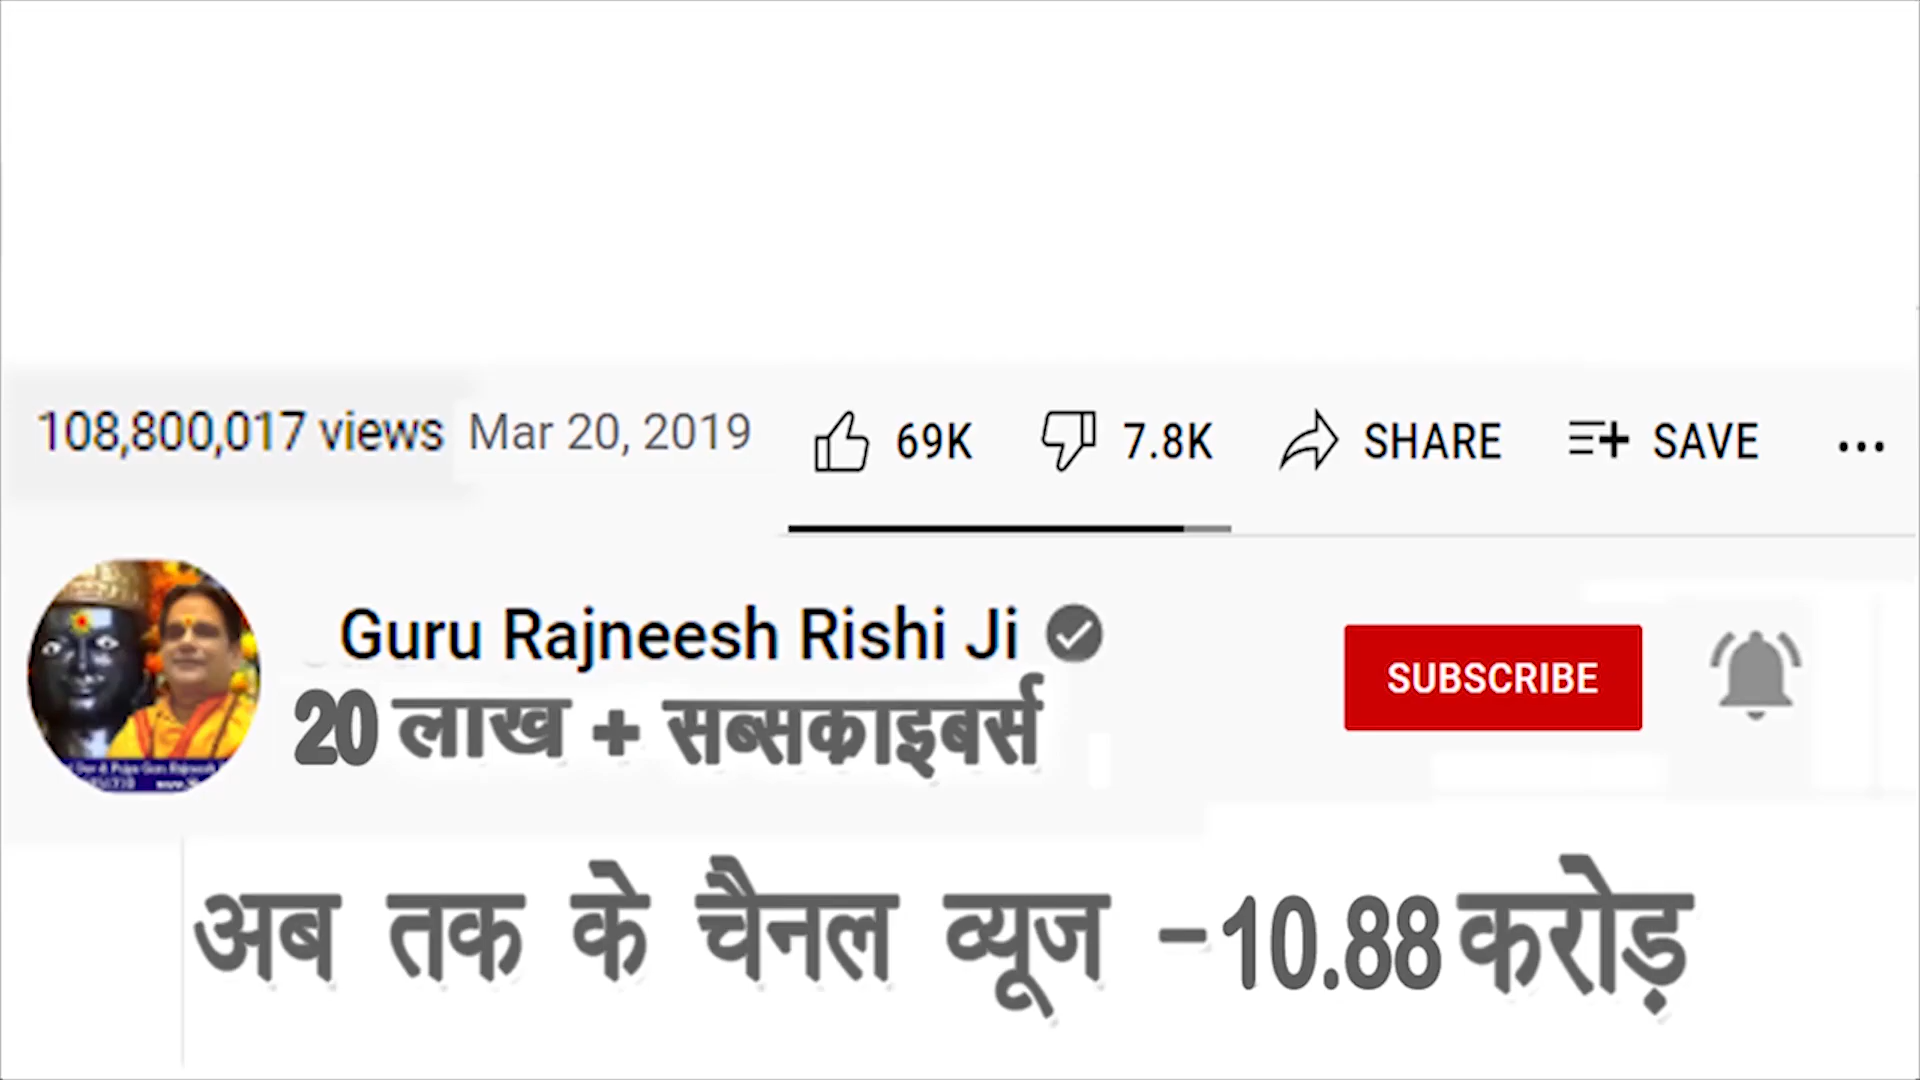 108,800,017 views Mar 20, 2019 69K 7.8K SHARE SAVE ...
Guru Rajneesh Rishi Ji
20 लाख + सब्सकाइबर्स
SUBSCRIBE
अब तक के चैनल व्यूज -10.88 करोड़